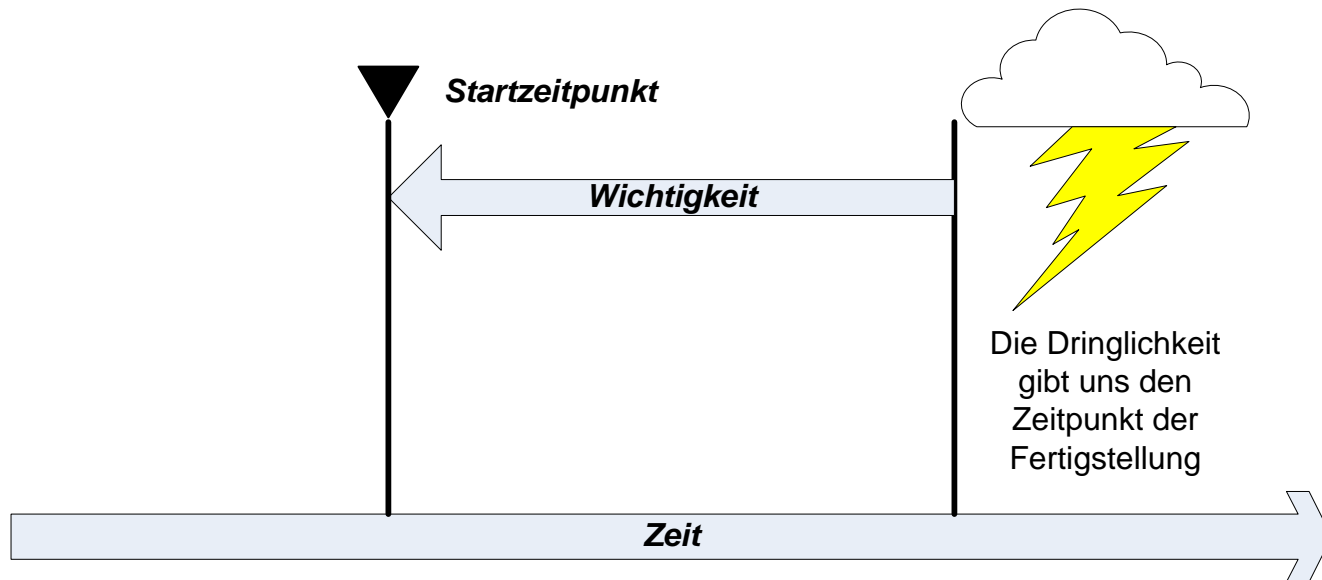 Startzeitpunkt
Wichtigkeit
Die Dringlichkeit
gibt uns den
Zeitpunkt der
Fertigstellung
Zeit